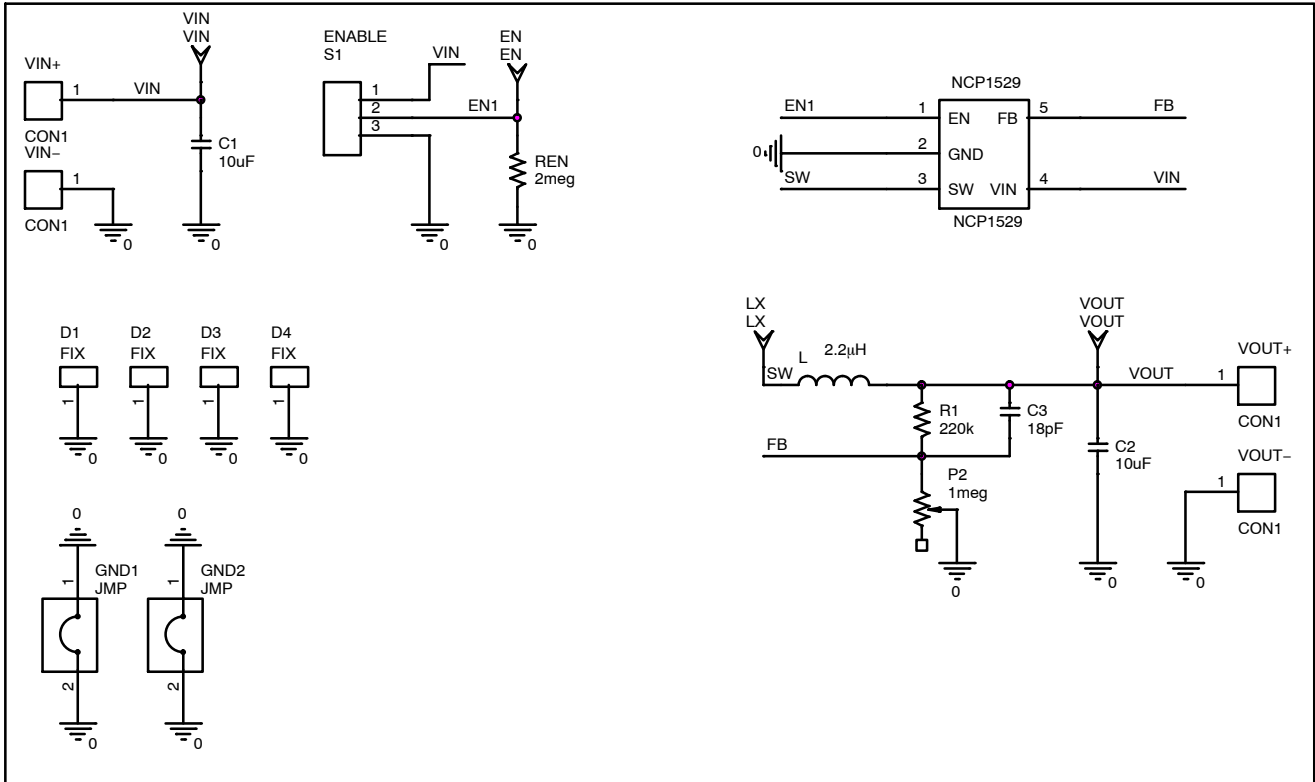 VIN
VIN
VIN+
1
VIN
CON1
C1
10uF
0
VIN−
1
CON1
0
ENABLE
S1
1
2
3
VIN
EN1
EN
EN
REN
2meg
0
0
NCP1529
EN1
1
EN
FB
5
FB
0
2
GND
SW
3
SW
VIN
4
VIN
NCP1529
D1
FIX
1
0
D2
FIX
1
0
D3
FIX
1
0
D4
FIX
1
0
LX
LX
SW
L
2.2µH
VOUT
VOUT
VOUT
1
VOUT+
CON1
R1
220k
C3
18pF
FB
C2
10uF
P2
1meg
0
0
VOUT−
1
CON1
0
0
1
GND1
JMP
2
0
0
1
GND2
JMP
2
0